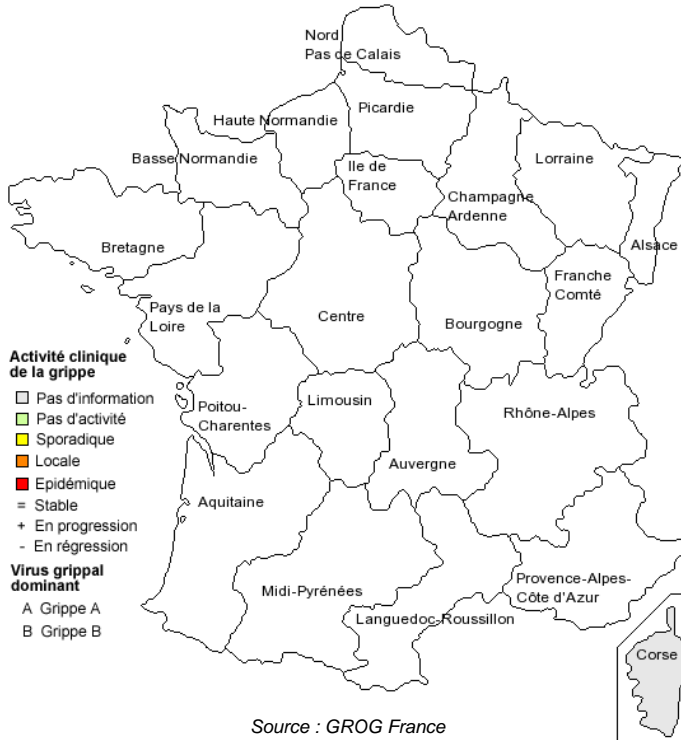 Nord
Pas de Calais
Picardie
Haute Normandie
Basse Normandie
Ile de
France
Lorraine
Champagne
Ardenne
Alsace
Bretagne
Franche
Comté
Pays de la
Loire
Centre
Bourgogne
Activité clinique
de la grippe
Pas d'information
Pas d'activité
Sporadique
Locale
Epidémique
= Stable
+ En progression
- En régression
Virus grippal
dominant
A Grippe A
B Grippe B
Poitou-
Charentes
Limousin
Rhône-Alpes
Auvergne
Aquitaine
Midi-Pyrénées
Provence-Alpes-
Côte d'Azur
Languedoc-Roussillon
Corse
Source : GROG France